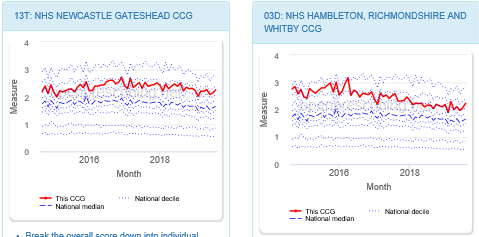 13T: NHS NEWCASTLE GATESHEAD CCG
4
3
2
1
0
Measure
2016
2018
Month
This CCG
National decile
National median
Break the overall score down into individual
03D: NHS HAMBLETON, RICHMONDSHIRE AND
WHITBY CCG
4
3
2
1
0
Measure
2016
2018
Month
This CCG
National decile
National median